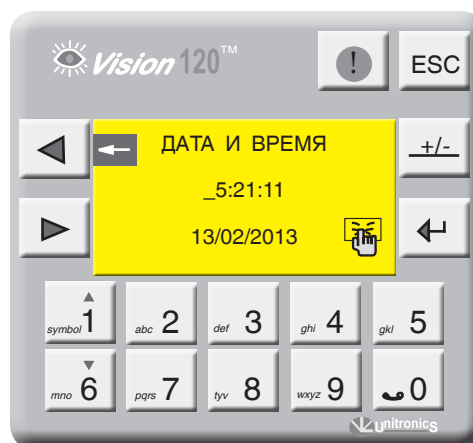 Vision 120™
! ESC
ДАТА И ВРЕМЯ
+/-
_5:21:11
13/02/2013
symbol 1 abc 2 def 3 ghi 4 gkl 5
mno 6 pqrs 7 tyv 8 wxyz 9 0
unitronics